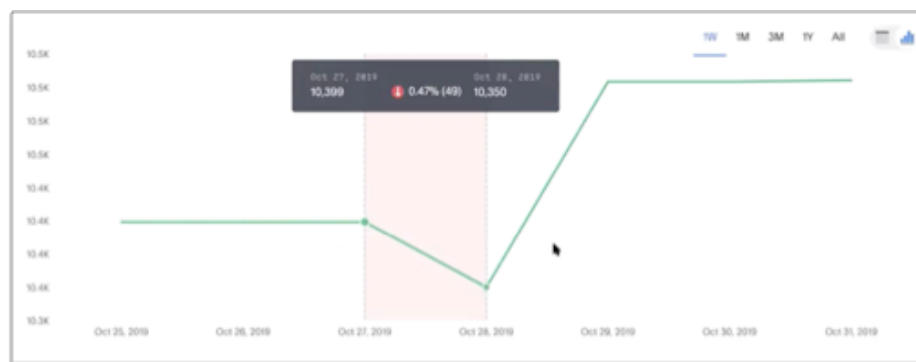 1W 1M 3M 1Y All
10.5K
Oct 27, 2019 Oct 28, 2019
10,399 0.47% (49) 10,350
10.5K
10.5K
10.5K
10.4K
10.4K
10.4K
10.4K
10.3K
Oct 25, 2019 Oct 26, 2019 Oct 27, 2019 Oct 28, 2019 Oct 29, 2019 Oct 30, 2019 Oct 31, 2019